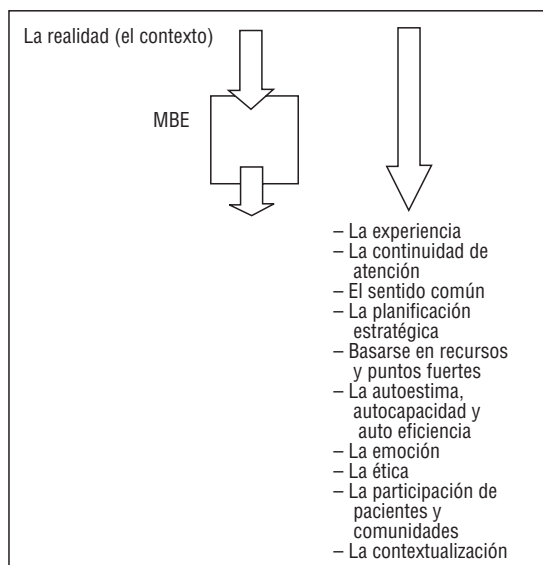 La realidad (el contexto)
MBE
– La experiencia
– La continuidad de
atención
– El sentido común
– La planificación
estratégica
– Basarse en recursos
y puntos fuertes
– La autoestima,
autocapacidad y
auto eficiencia
– La emoción
– La ética
– La participación de
pacientes y
comunidades
– La contextualización